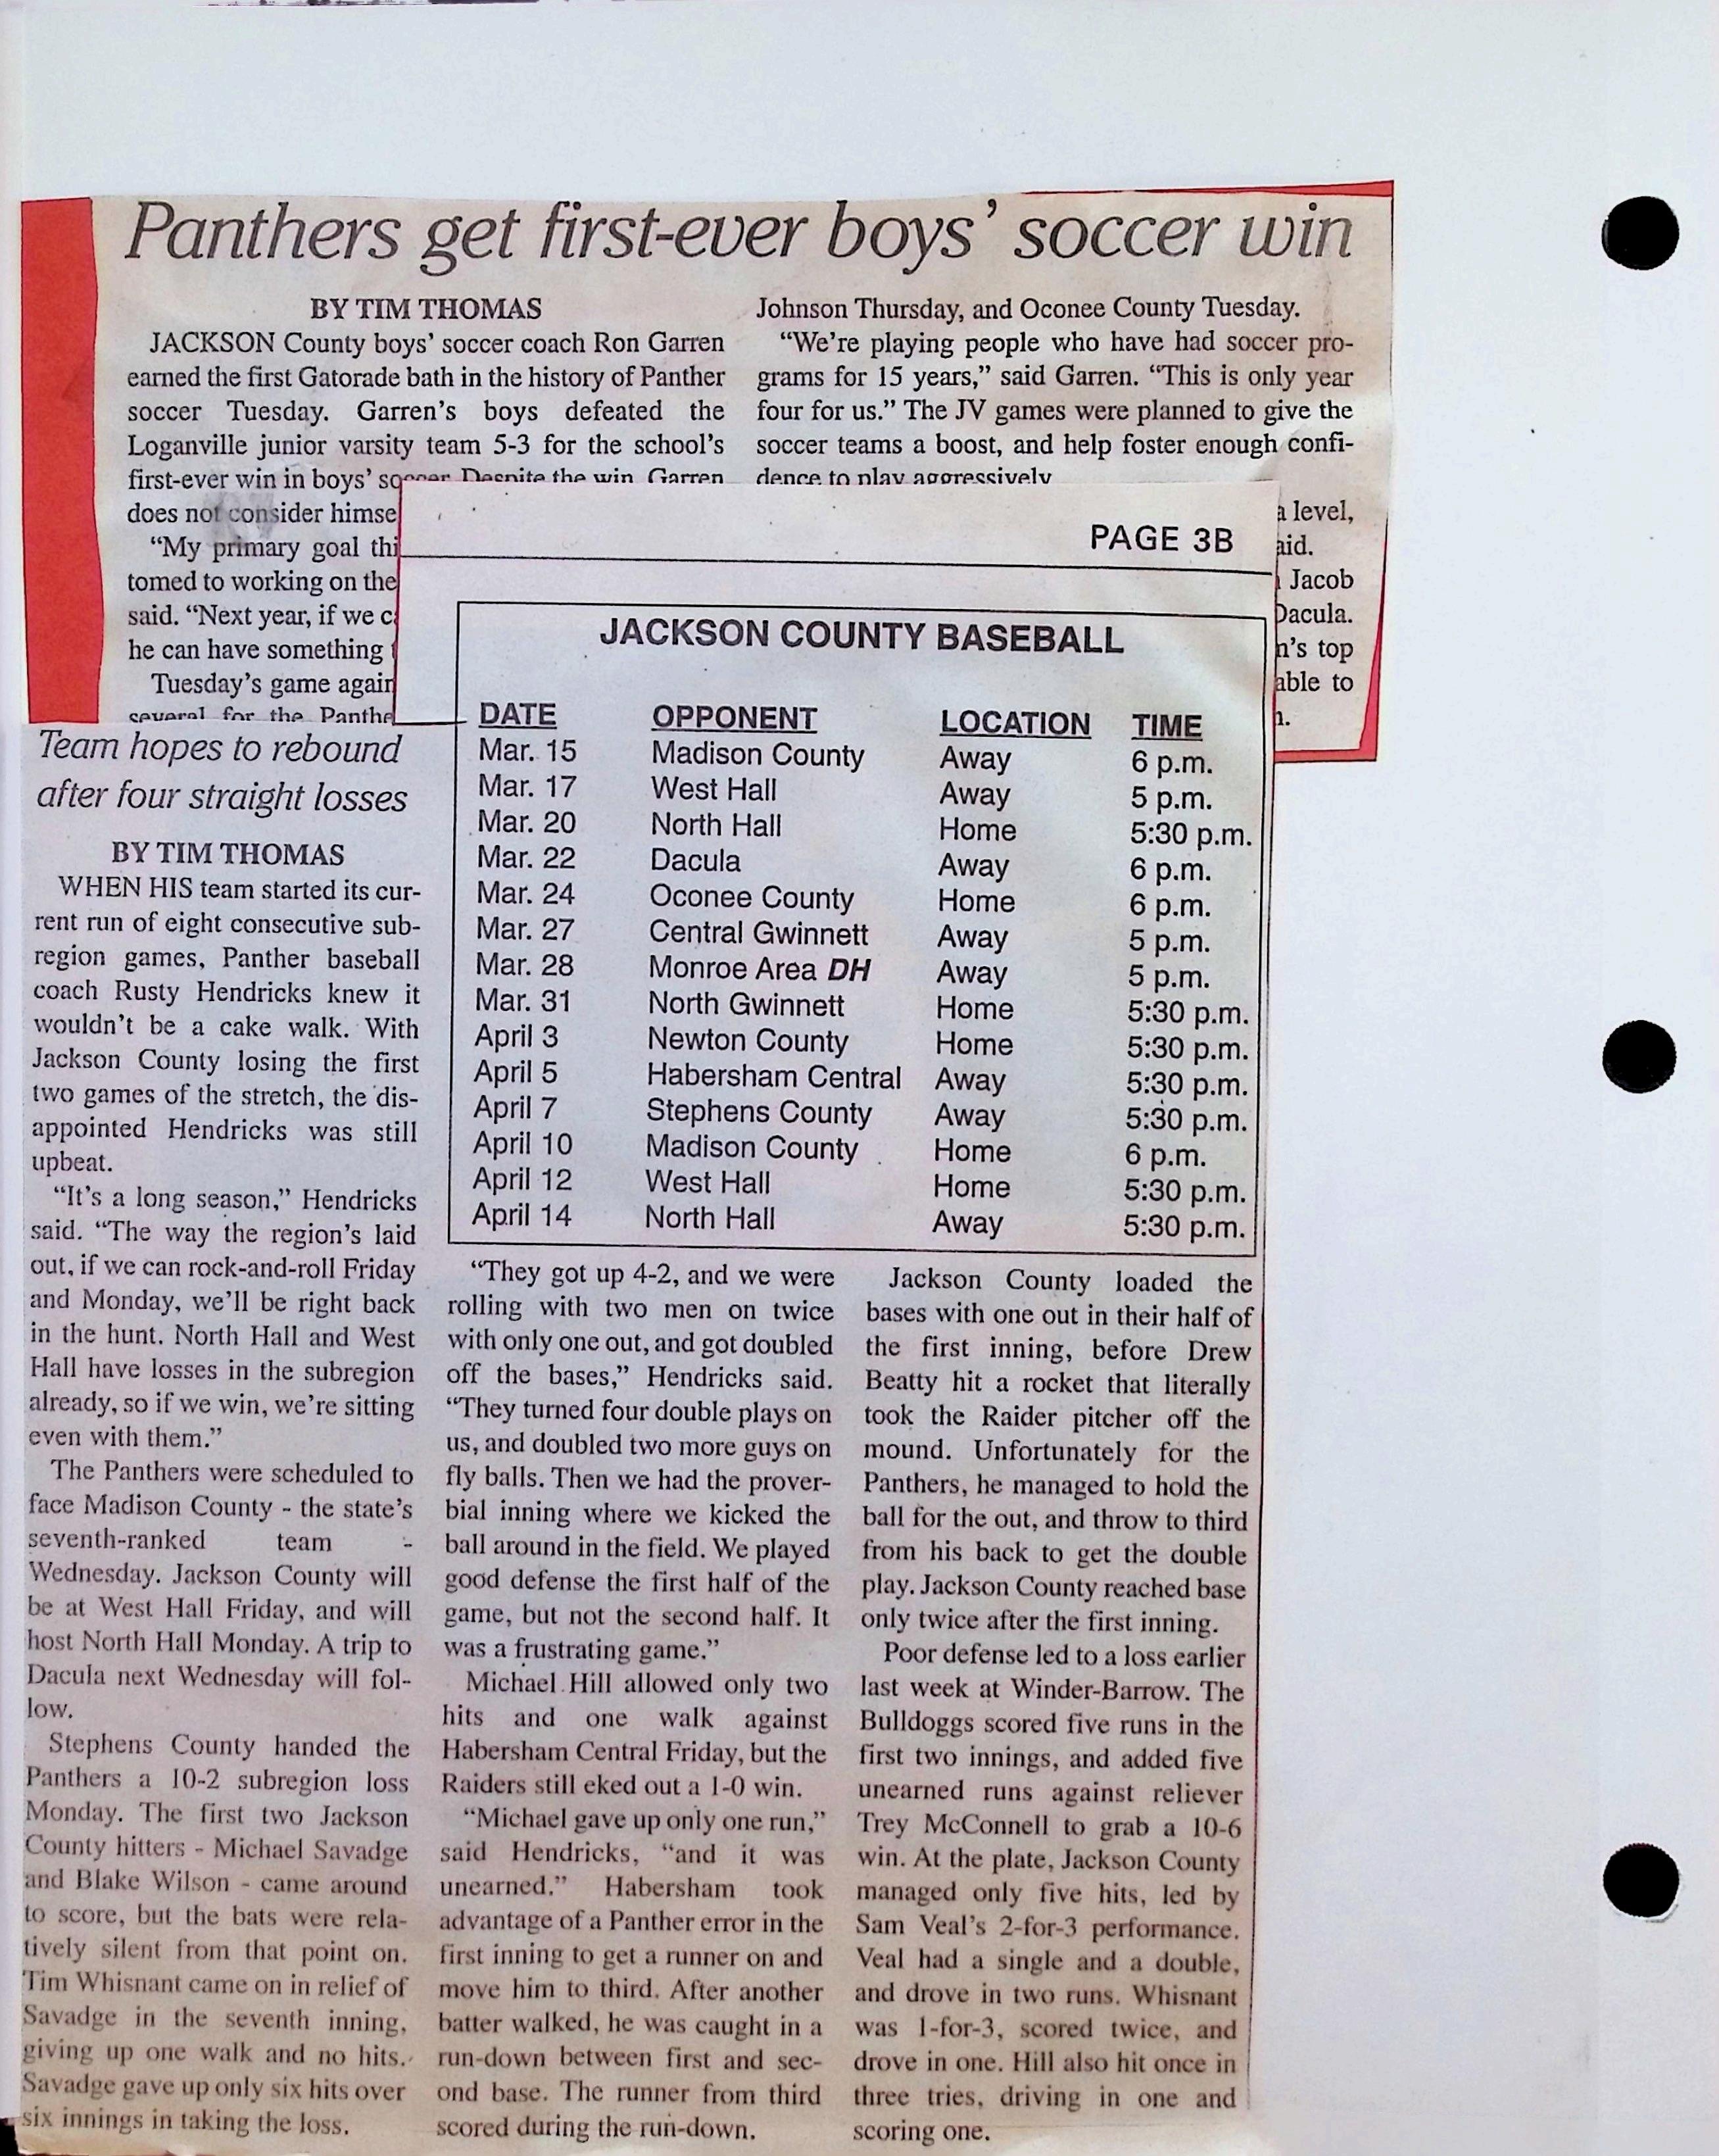 Panthers get first-ever boys' soccer win
BY TIM THOMAS
JACKSON County boys' soccer coach Ron Garren
earned the first Gatorade bath in the history of Panther
soccer Tuesday. Garren's boys defeated the
Loganville junior varsity team 5-3 for the school's
first-ever win in boys' soccer. Despite the win, Garren
does not consider himse
"My primary goal thi
tomed to working on the
said. "Next year, if we c
he can have something
Tuesday's game again
several for the Panthe
Johnson Thursday, and Oconee County Tuesday.
"We're playing people who have had soccer pro-
grams for 15 years," said Garren. "This is only year
four for us." The JV games were planned to give the
soccer teams a boost, and help foster enough confi-
dence to play aggressively
a level,
aid.
Jacob
Dacula.
n's top
able to
n.
PAGE 3B
JACKSON COUNTY BASEBALL
DATE OPPONENT LOCATION TIME
Mar. 15 Madison County Away 6 p.m.
Mar. 17 West Hall Away 5 p.m.
Mar. 20 North Hall Home 5:30 p.m.
Mar. 22 Dacula Away 6 p.m.
Mar. 24 Oconee County Home 6 p.m.
Mar. 27 Central Gwinnett Away 5 p.m.
Mar. 28 Monroe Area DH Away 5 p.m.
Mar. 31 North Gwinnett Home 5:30 p.m.
April 3 Newton County Home 5:30 p.m.
April 5 Habersham Central Away 5:30 p.m.
April 7 Stephens County Away 5:30 p.m.
April 10 Madison County Home 6 p.m.
April 12 West Hall Home 5:30 p.m.
April 14 North Hall Away 5:30 p.m.
Team hopes to rebound
after four straight losses
BY TIM THOMAS
WHEN HIS team started its cur-
rent run of eight consecutive sub-
region games, Panther baseball
coach Rusty Hendricks knew it
wouldn't be a cake walk. With
Jackson County losing the first
two games of the stretch, the dis-
appointed Hendricks was still
upbeat.
"It's a long season," Hendricks
said. "The way the region's laid
out, if we can rock-and-roll Friday
and Monday, we'll be right back
in the hunt. North Hall and West
Hall have losses in the subregion
already, so if we win, we're sitting
even with them."
The Panthers were scheduled to
face Madison County - the state's
seventh-ranked team -
Wednesday. Jackson County will
be at West Hall Friday, and will
host North Hall Monday. A trip to
Dacula next Wednesday will fol-
low.
Stephens County handed the
Panthers a 10-2 subregion loss
Monday. The first two Jackson
County hitters - Michael Savadge
and Blake Wilson - came around
to score, but the bats were rela-
tively silent from that point on.
Tim Whisnant came on in relief of
Savadge in the seventh inning,
giving up one walk and no hits.
Savadge gave up only six hits over
six innings in taking the loss.
"They got up 4-2, and we were
rolling with two men on twice
with only one out, and got doubled
off the bases," Hendricks said.
"They turned four double plays on
us, and doubled two more guys on
fly balls. Then we had the prover-
bial inning where we kicked the
ball around in the field. We played
good defense the first half of the
game, but not the second half. It
was a frustrating game."
Michael Hill allowed only two
hits and one walk against
Habersham Central Friday, but the
Raiders still eked out a 1-0 win.
"Michael gave up only one run,"
said Hendricks, "and it was
unearned." Habersham took
advantage of a Panther error in the
first inning to get a runner on and
move him to third. After another
batter walked, he was caught in a
run-down between first and sec-
ond base. The runner from third
scored during the run-down.
Jackson County loaded the
bases with one out in their half of
the first inning, before Drew
Beatty hit a rocket that literally
took the Raider pitcher off the
mound. Unfortunately for the
Panthers, he managed to hold the
ball for the out, and throw to third
from his back to get the double
play. Jackson County reached base
only twice after the first inning.
Poor defense led to a loss earlier
last week at Winder-Barrow. The
Bulldoggs scored five runs in the
first two innings, and added five
unearned runs against reliever
Trey McConnell to grab a 10-6
win. At the plate, Jackson County
managed only five hits, led by
Sam Veal's 2-for-3 performance.
Veal had a single and a double,
and drove in two runs. Whisnant
was 1-for-3, scored twice, and
drove in one. Hill also hit once in
three tries, driving in one and
scoring one.